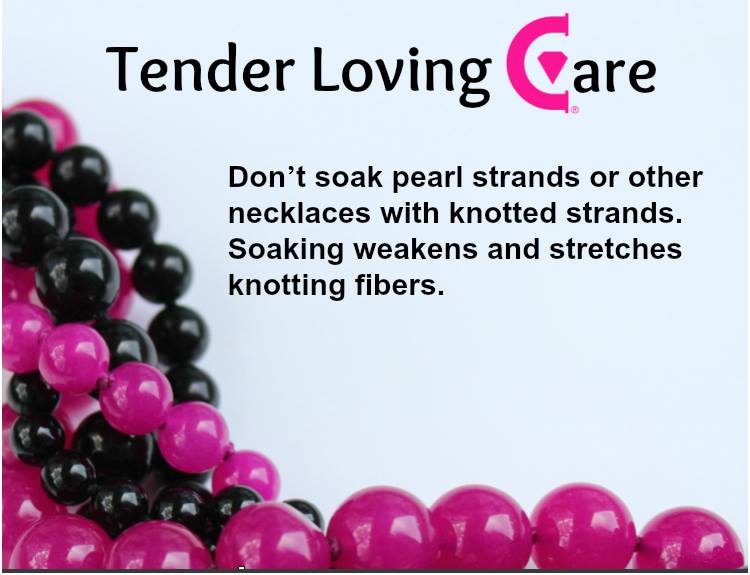 Tender Loving Care
®
Don’t soak pearl strands or other
necklaces with knotted strands.
Soaking weakens and stretches
knotting fibers.